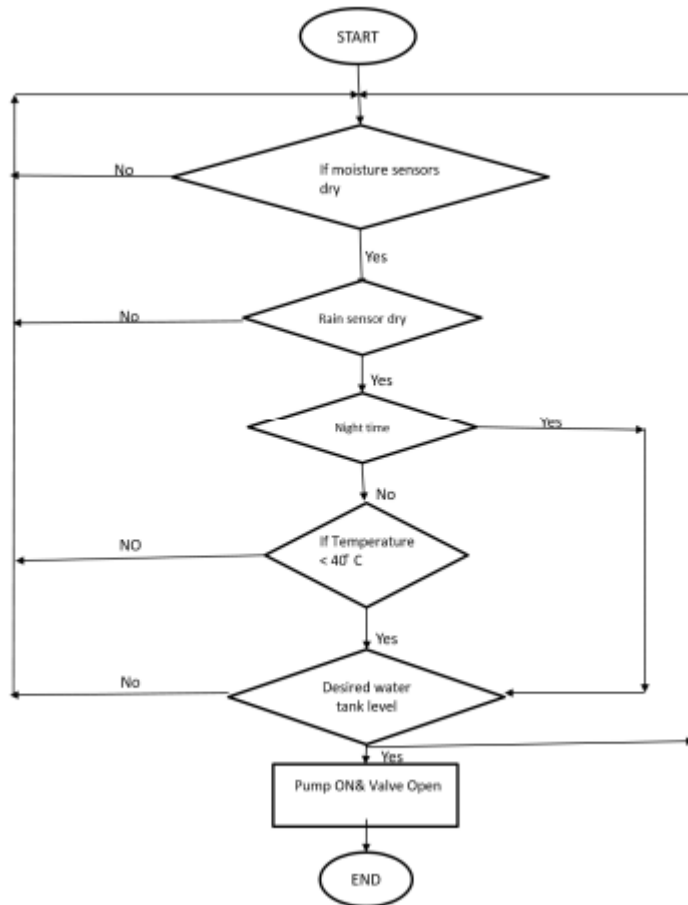 START
If moisture sensors
dry
No
Yes
Rain sensor dry
No
Yes
Night time
Yes
No
If Temperature
< 40° C
NO
Yes
Desired water
tank level
No
Yes
Pump ON& Valve Open
END